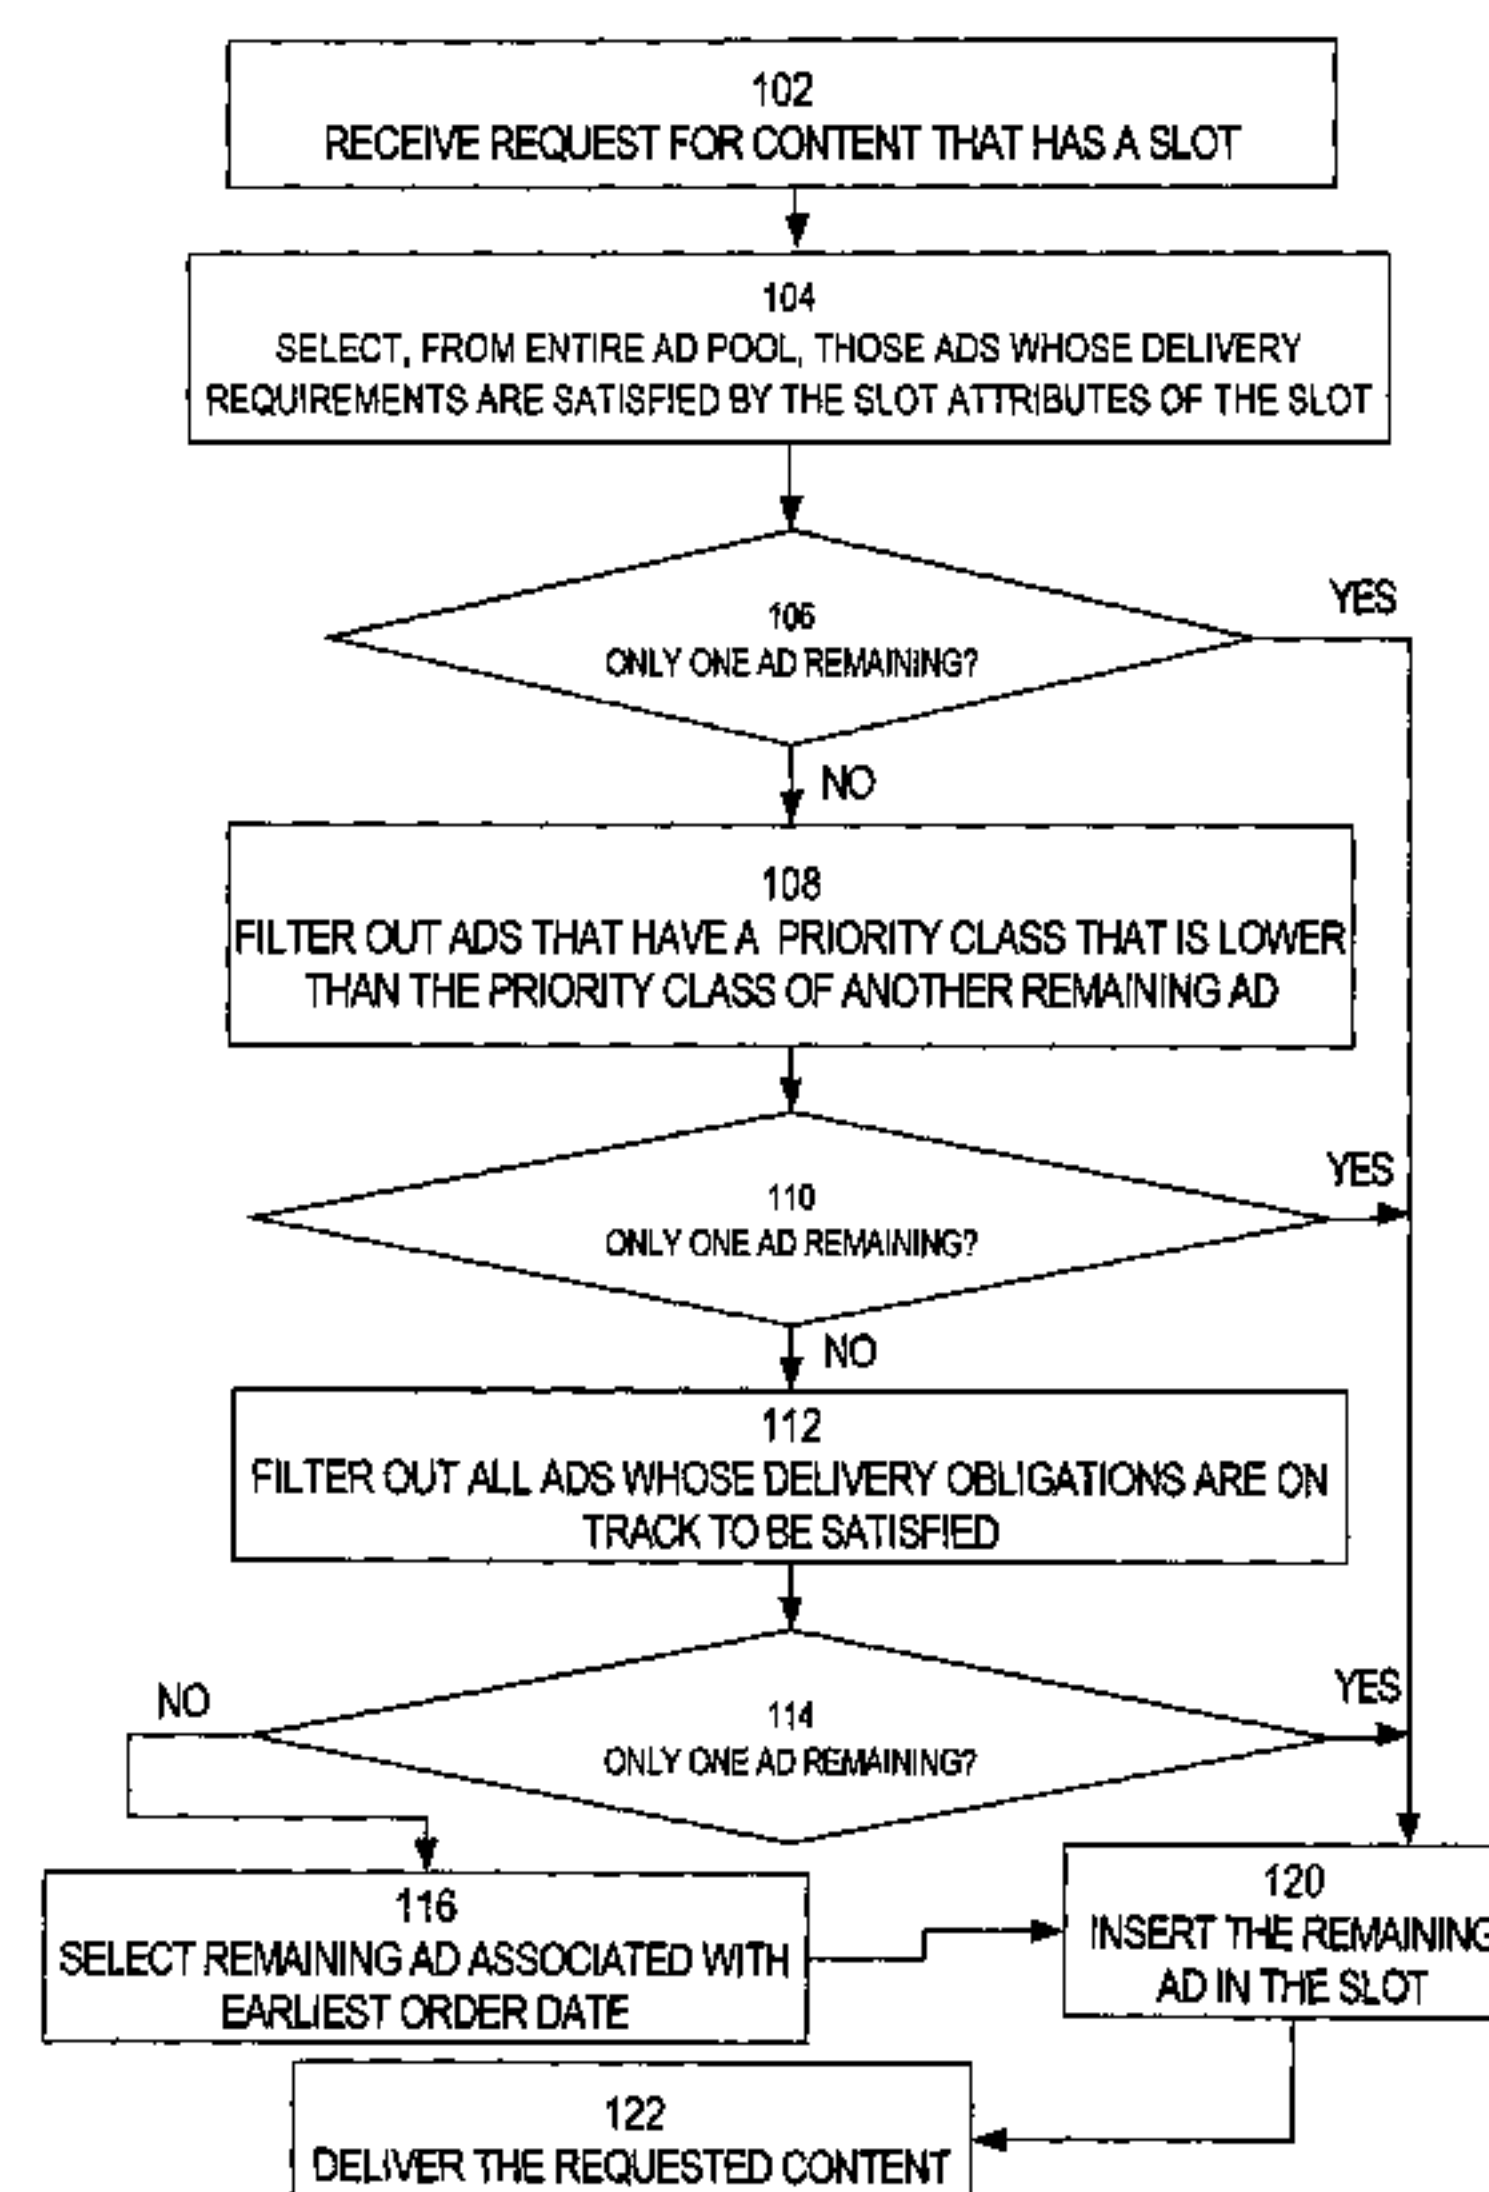 102
RECEIVE REQUEST FOR CONTENT THAT HAS A SLOT
104
SELECT, FROM ENTIRE AD POOL, THOSE ADS WHOSE DELIVERY
REQUIREMENTS ARE SATISFIED BY THE SLOT ATTRIBUTES OF THE SLOT
106
ONLY ONE AD REMAINING?
YES
NO
108
FILTER OUT ADS THAT HAVE A PRIORITY CLASS THAT IS LOWER
THAN THE PRIORITY CLASS OF ANOTHER REMAINING AD
110
ONLY ONE AD REMAINING?
YES
NO
112
FILTER OUT ALL ADS WHOSE DELIVERY OBLIGATIONS ARE ON
TRACK TO BE SATISFIED
114
ONLY ONE AD REMAINING?
NO
YES
116
SELECT REMAINING AD ASSOCIATED WITH
EARLIEST ORDER DATE
120
INSERT THE REMAINING
AD IN THE SLOT
122
DELIVER THE REQUESTED CONTENT